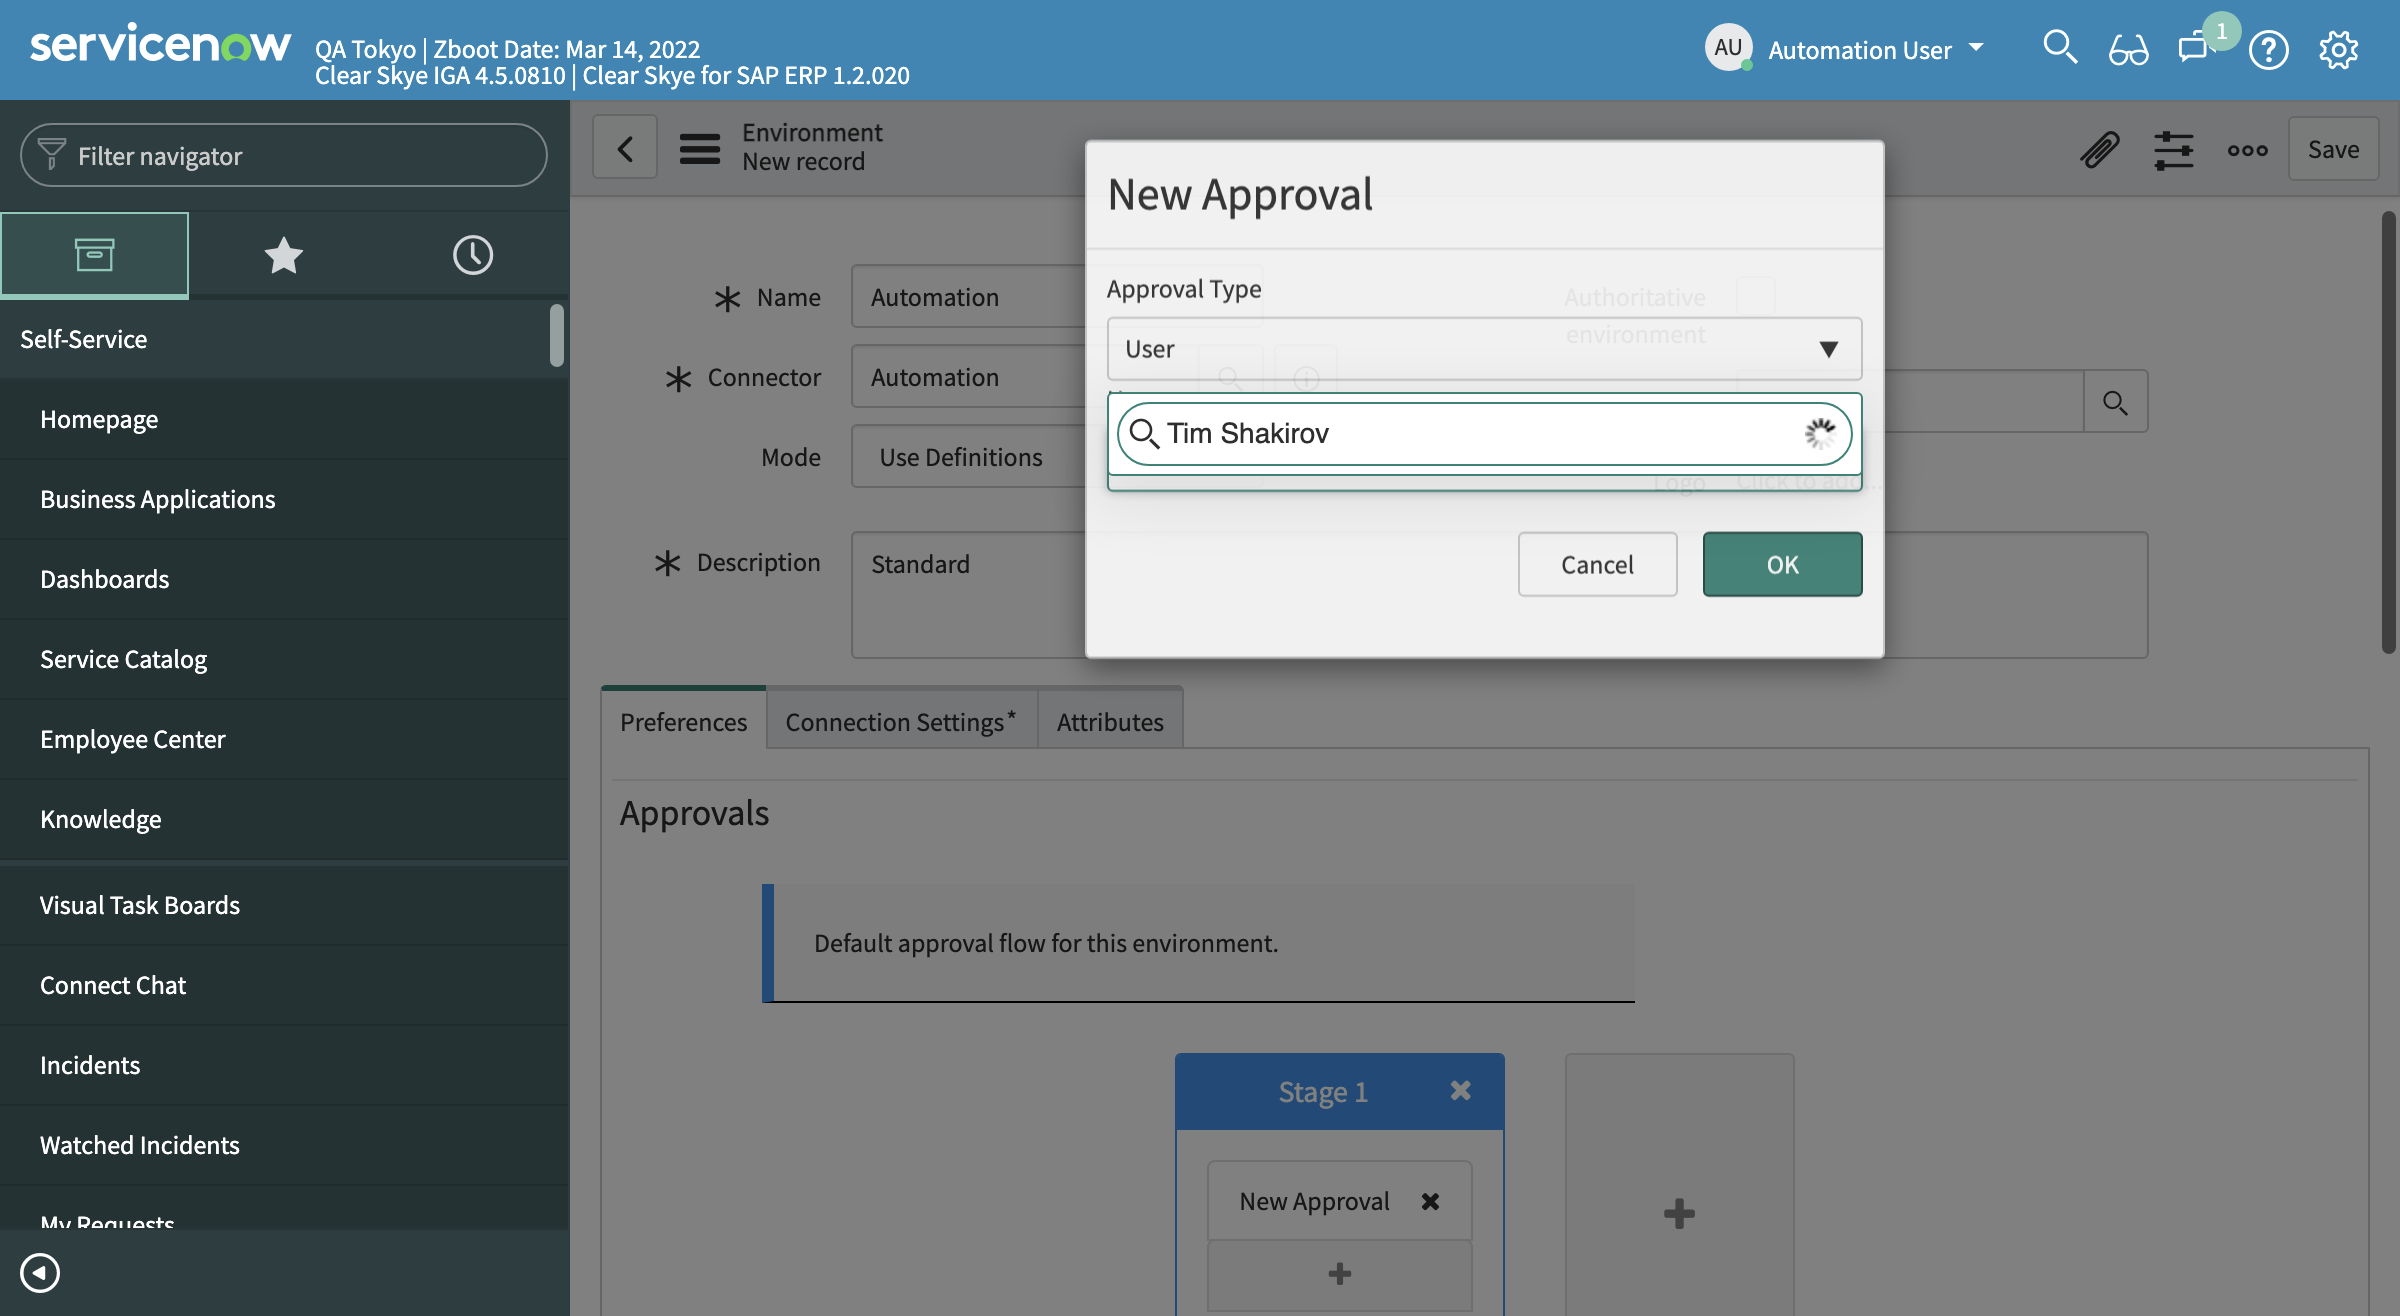 servicenow
QA Tokyo | Zboot Date: Mar 14, 2022
Clear Skye IGA 4.5.0810 | Clear Skye for SAP ERP 1.2.020
AU
Automation User
1
Filter navigator
Self-Service
Homepage
Business Applications
Dashboards
Service Catalog
Employee Center
Knowledge
Visual Task Boards
Connect Chat
Incidents
Watched Incidents
My Requests
Environment
New record
Save
Name
Automation
Connector
Automation
Mode
Use Definitions
Description
Standard
New Approval
Approval Type
User
Authoritative
environment
Tim Shakirov
Logo
Click to add...
Cancel
OK
Preferences
Connection Settings*
Attributes
Approvals
Default approval flow for this environment.
Stage 1
New Approval